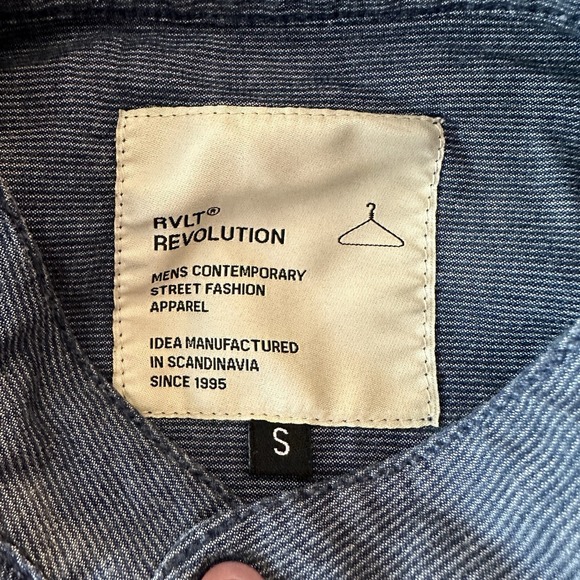 RVLT®
REVOLUTION
MENS CONTEMPORARY
STREET FASHION
APPAREL
IDEA MANUFACTURED
IN SCANDINAVIA
SINCE 1995
S